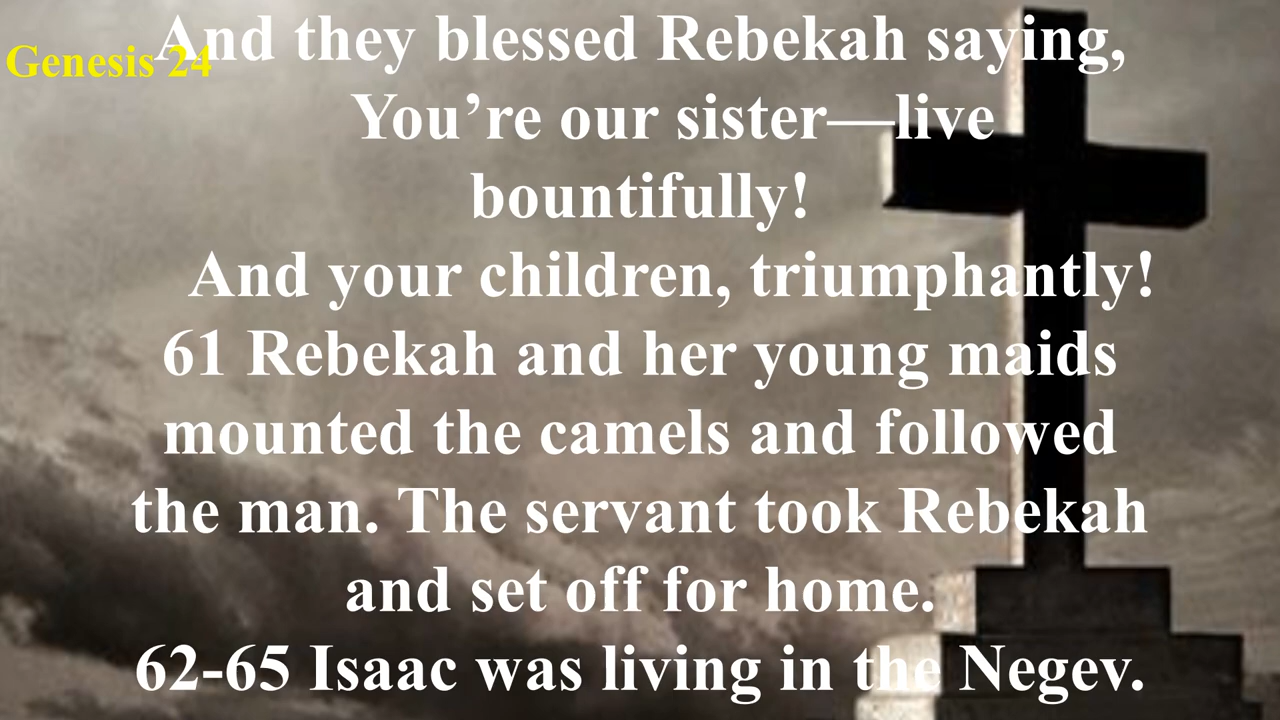 Genesis 24
And they blessed Rebekah saying,
You’re our sister—live
bountifully!
And your children, triumphantly!
61 Rebekah and her young maids
mounted the camels and followed
the man. The servant took Rebekah
and set off for home.
62-65 Isaac was living in the Negev.